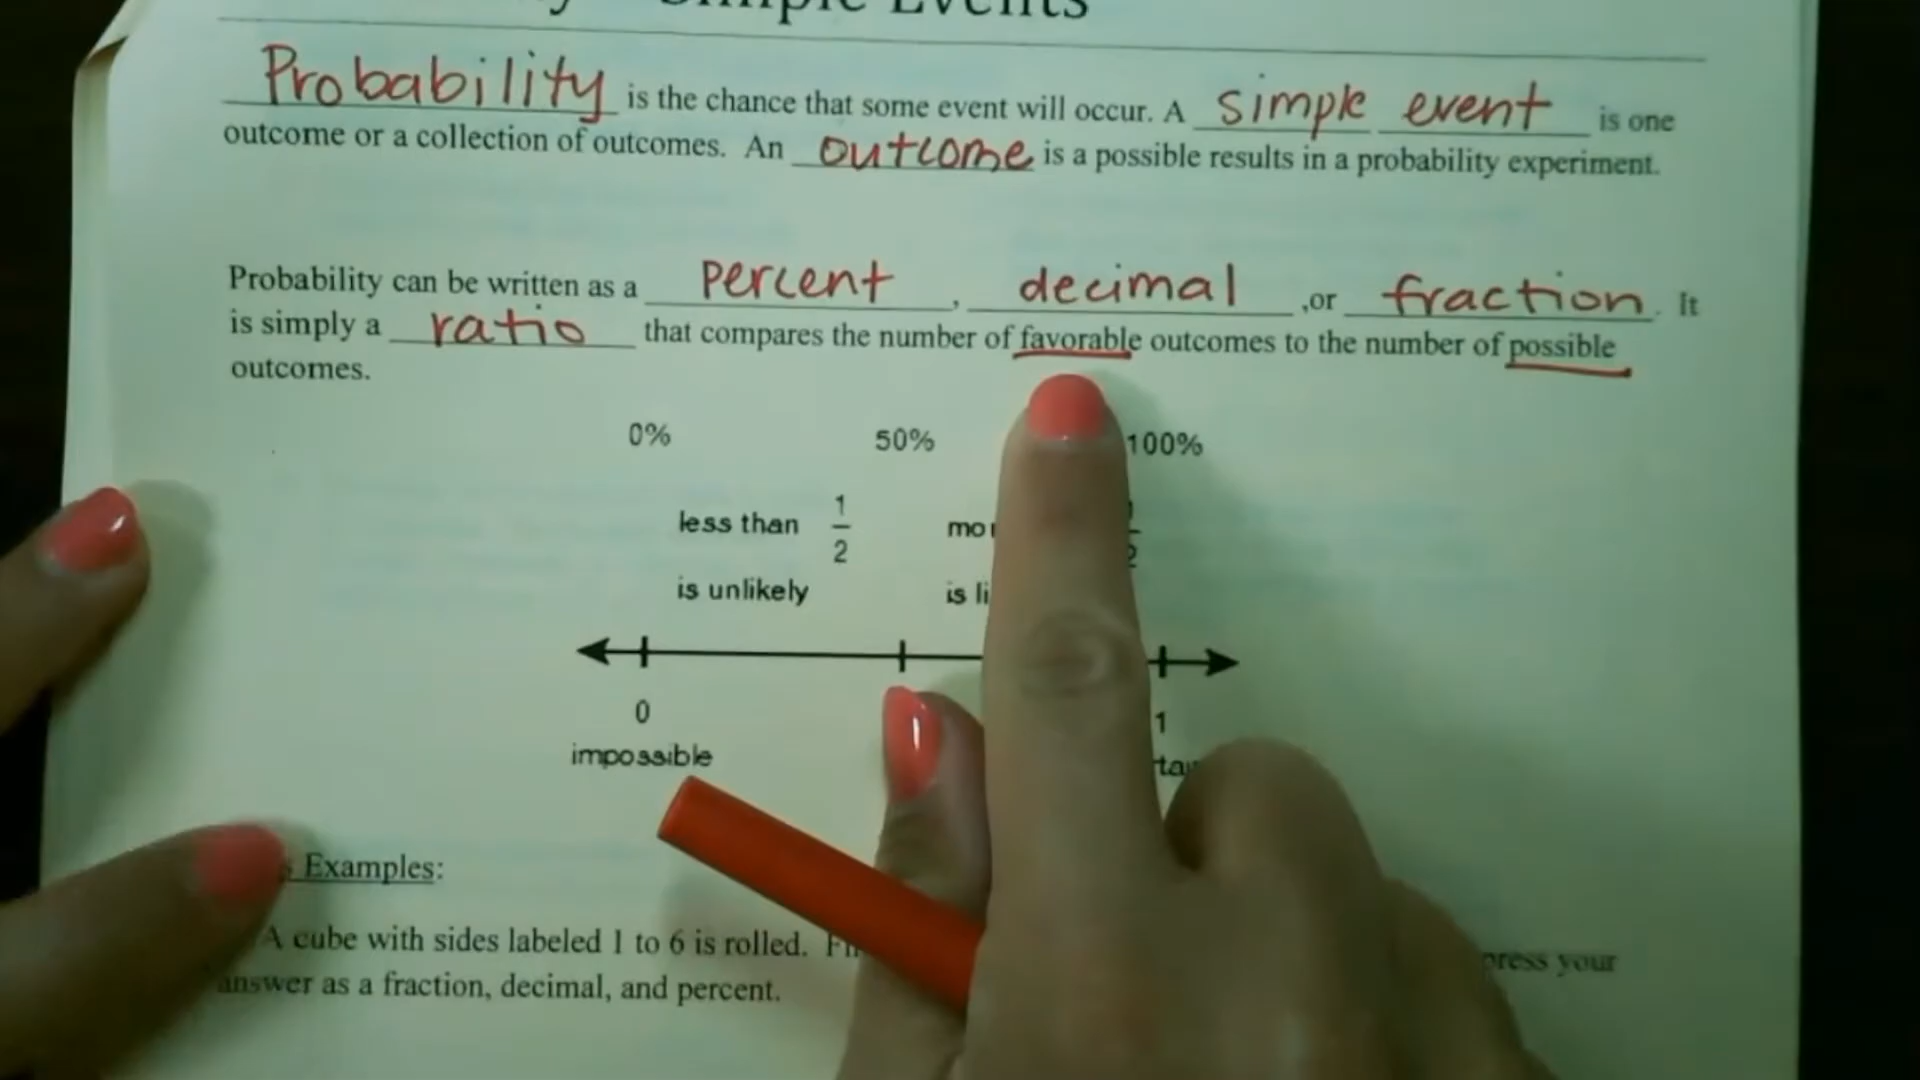 Simple Events
Probability is the chance that some event will occur. A simple event is one
outcome or a collection of outcomes. An outcome is a possible results in a probability experiment.
Probability can be written as a percent, decimal, or fraction. It
is simply a ratio that compares the number of favorable outcomes to the number of possible
outcomes.
0% 50% 100%
less than 1/2
is unlikely is
0 1
impossible
Examples:
A cube with sides labeled 1 to 6 is rolled. your
answer as a fraction, decimal, and percent.